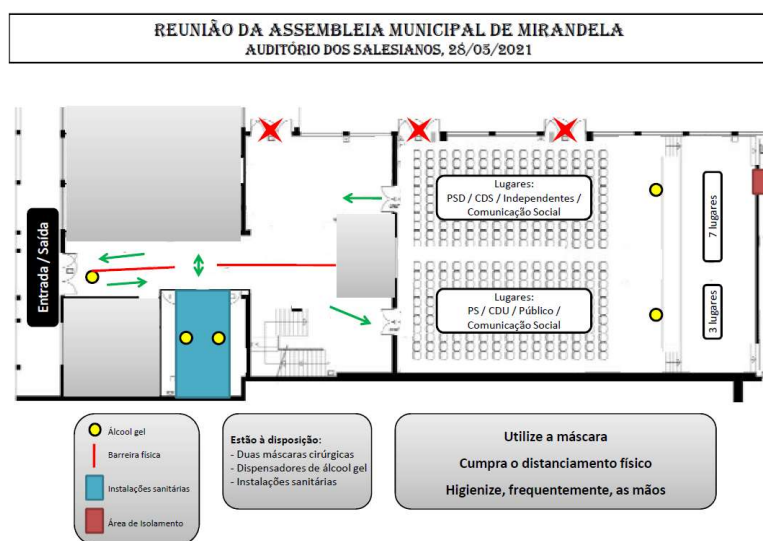 REUNIÃO DA ASSEMBLEIA MUNICIPAL DE MIRANDELA
AUDITÓRIO DOS SALESIANOS, 28/05/2021
Entrada / Saída
Lugares:
PSD / CDS / Independentes /
Comunicação Social
7 lugares
Lugares:
PS / CDU / Público /
Comunicação Social
3 lugares
Álcool gel
Barreira física
Instalações sanitárias
Área de Isolamento
Estão à disposição:
- Duas máscaras cirúrgicas
- Dispensadores de álcool gel
- Instalações sanitárias
Utilize a máscara
Cumpra o distanciamento físico
Higienize, frequentemente, as mãos